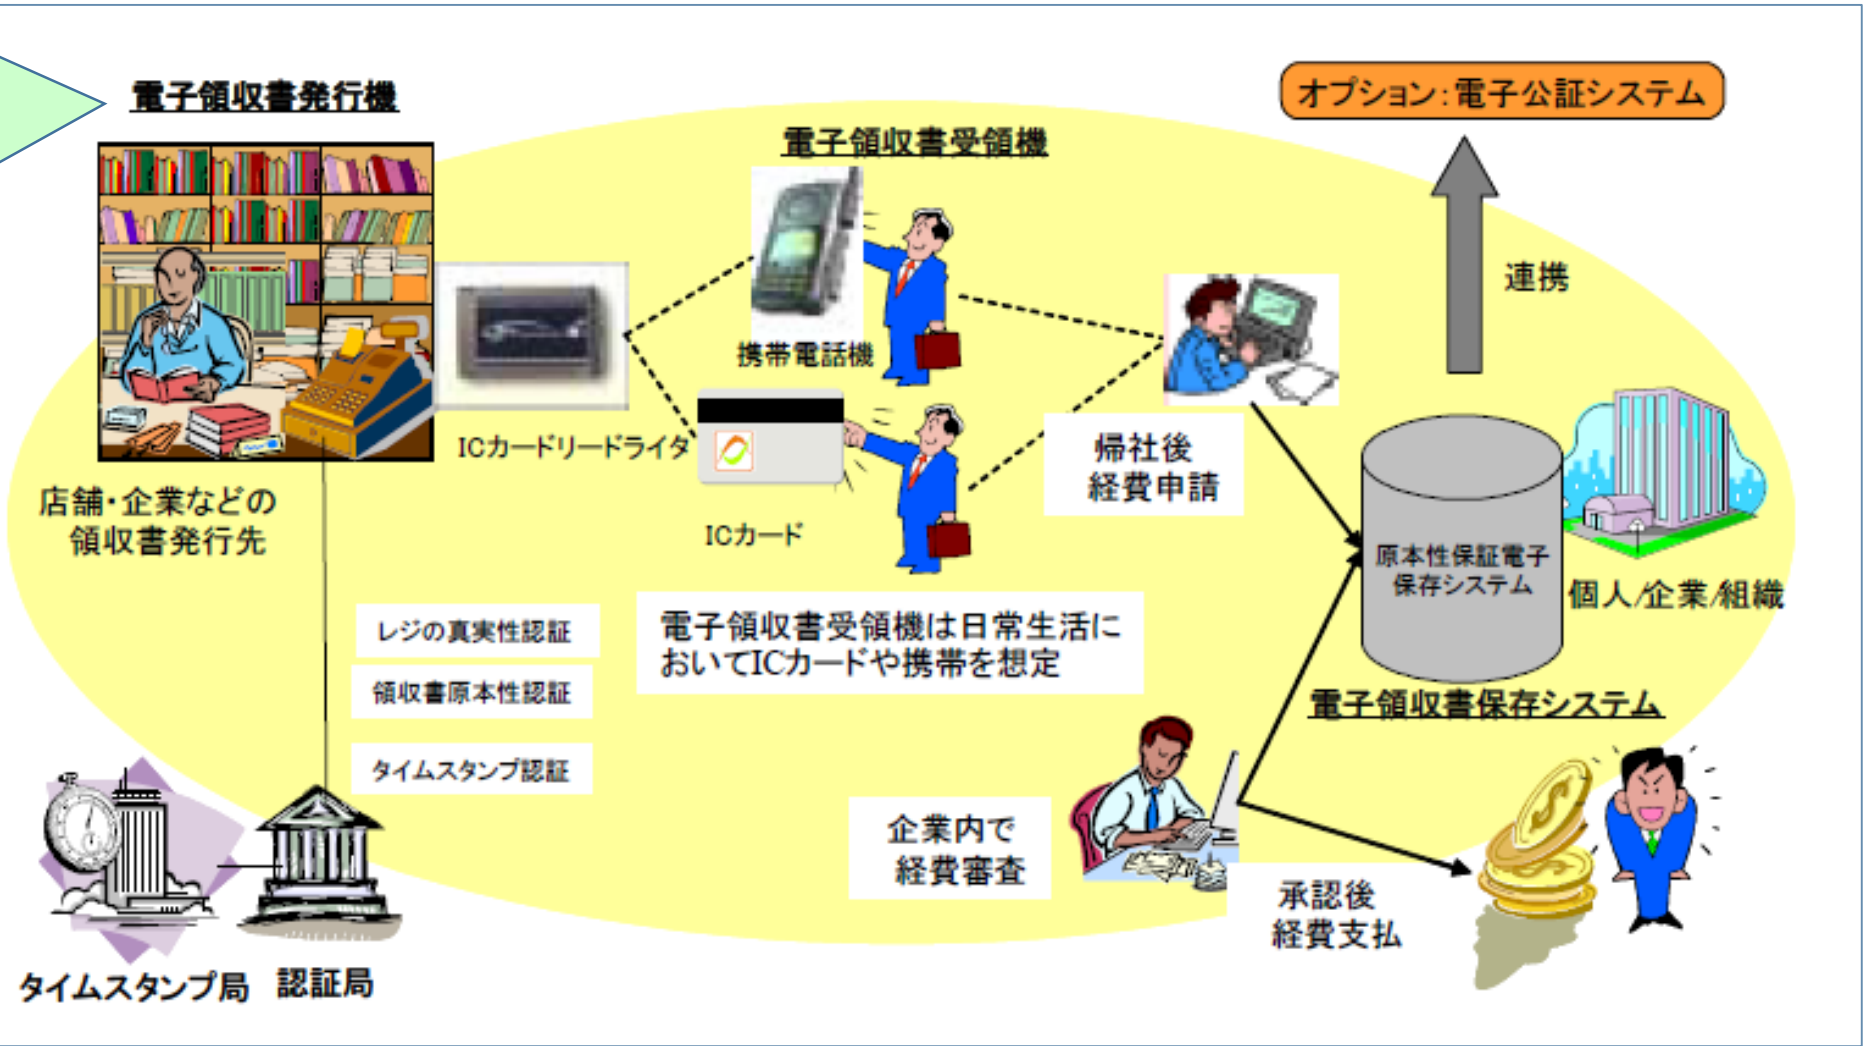 電子領収書発行機
オプション：電子公証システム
電子領収書受領機
連携
携帯電話機
ICカードリードライタ
帰社後
経費申請
店舗・企業などの
領収書発行先
ICカード
原本性保証電子
保存システム
個人/企業/組織
レジの真実性認証
電子領収書受領機は日常生活に
おいてICカードや携帯を想定
領収書原本性認証
電子領収書保存システム
タイムスタンプ認証
企業内で
経費審査
承認後
経費支払
タイムスタンプ局
認証局